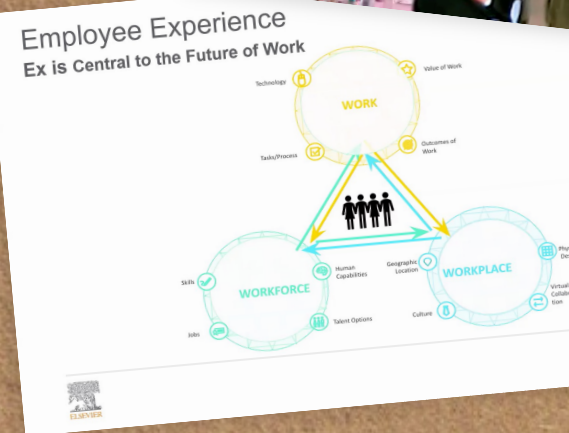 Employee Experience
Ex is Central to the Future of Work
Technology
Value of Work
WORK
Tasks/Process
Outcomes of
Work
Skills
Human
Capabilities
WORKFORCE
Jobs
Talent Options
Geographic
Location
WORKPLACE
Culture
Virtual
tion
ELSEVIER